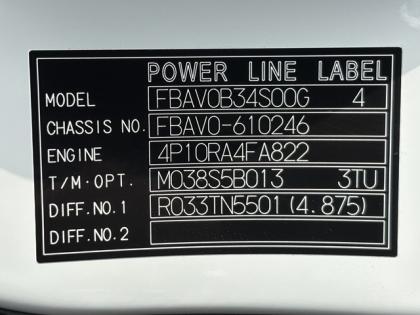 POWER LINE LABEL
MODEL FBAV0B34S00G 4
CHASSIS NO. FBAV0-610246
ENGINE 4P10RA4FA822
T/M·OPT. M038S5B013 3TU
DIFF.NO.1 R033TN5501(4.875)
DIFF.NO.2